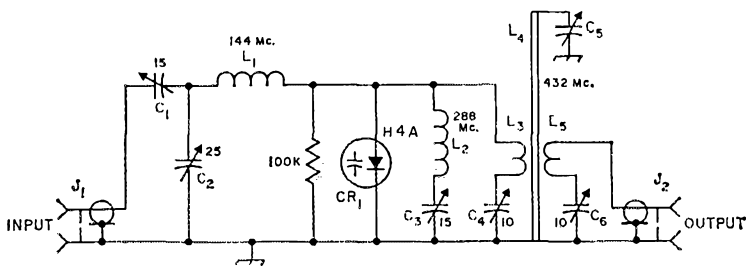 144 Mc.
L1
15
C1
25
C2
J1
INPUT
100K
H4A
CR1
288
Mc.
L2
C3 15
L3
C4 10
L4
C5
432 Mc.
L5
10 C6
J2
OUTPUT